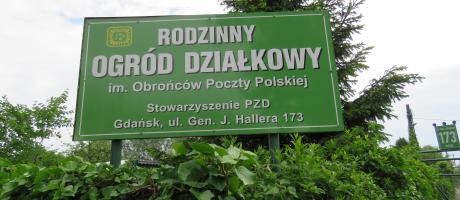 RODZINNY
OGRÓD DZIAŁKOWY
im. Obrońców Poczty Polskiej
Stowarzyszenie PZD
Gdańsk, ul. Gen. J. Hallera 173
173